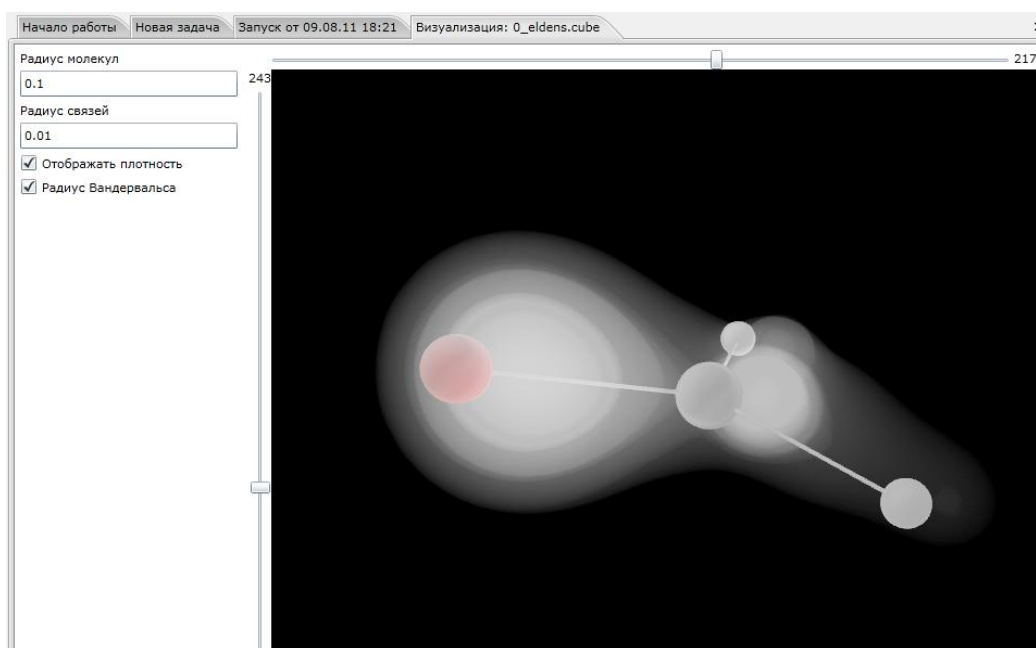 Начало работы Новая задача Запуск от 09.08.11 18:21 Визуализация: 0_eldens.cube
Радиус молекул
217
0.1
243
Радиус связей
0.01
Отображать плотность
Радиус Вандервальса